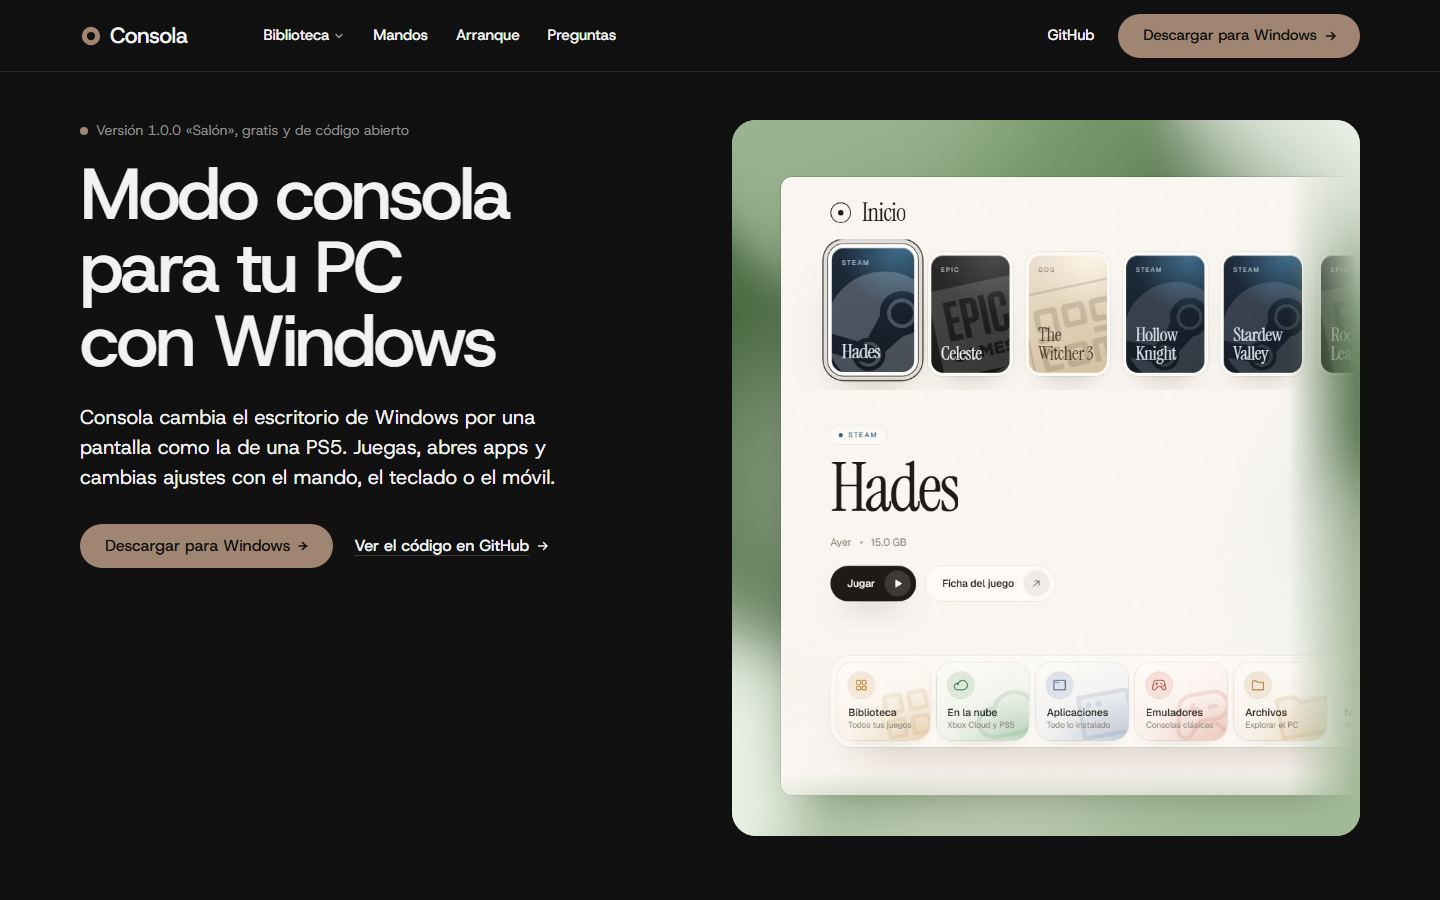 Consola
Biblioteca
Mandos
Arranque
Preguntas
GitHub
Descargar para Windows →
Versión 1.0.0 «Salón», gratis y de código abierto
Modo consola
para tu PC
con Windows
Consola cambia el escritorio de Windows por una
pantalla como la de una PS5. Juegas, abres apps y
cambias ajustes con el mando, el teclado o el móvil.
Descargar para Windows →
Ver el código en GitHub →
Inicio
STEAM
Hades
EPIC
EPIC
Celeste
GOG
The
Witcher 3
STEAM
Hollow
Knight
STEAM
Stardew
Valley
STEAM
Hades
Ayer • 15.0 GB
Jugar
Ficha del juego
Biblioteca
Todos tus juegos
En la nube
Xbox Cloud y PS5
Aplicaciones
Todo lo instalado
Emuladores
Consolas clásicas
Archivos
Explorar el PC